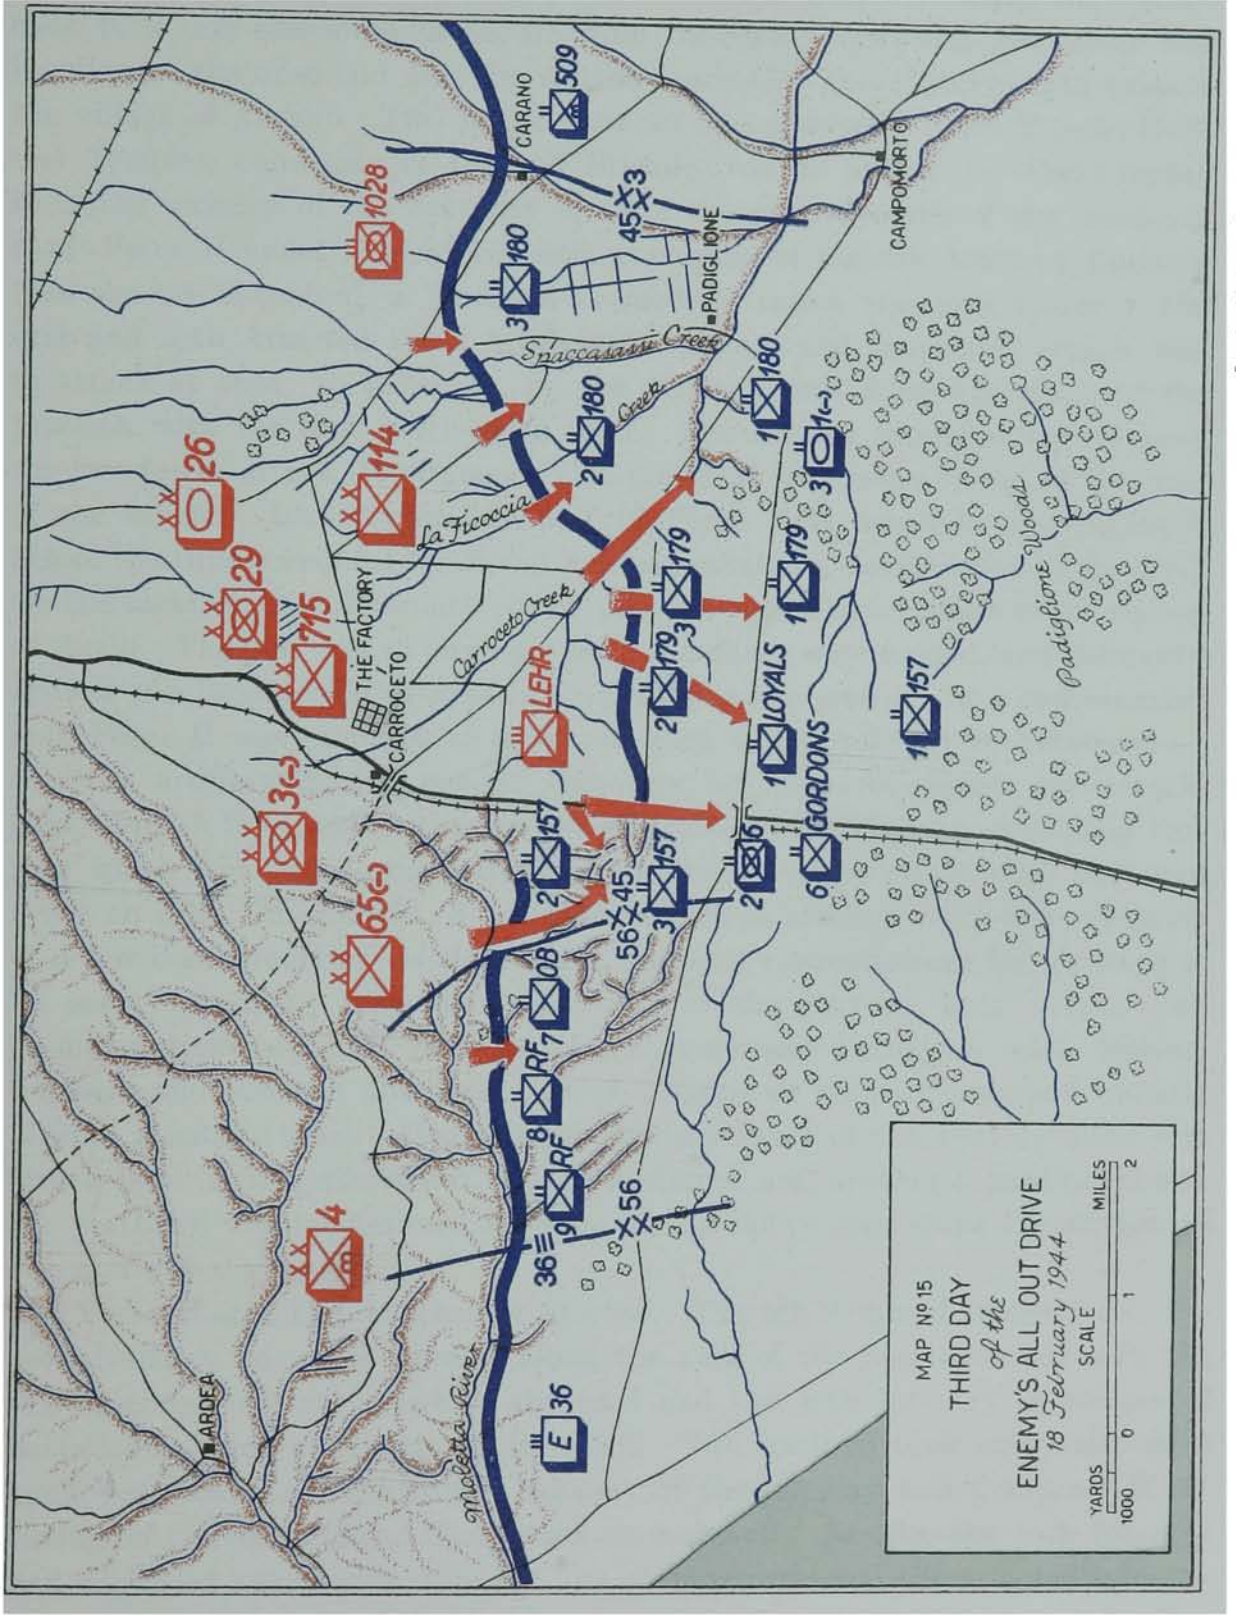 ARDEA
Moletta River
4
65(-)
3(-)
715
29
26
114
1028
LEHR
THE FACTORY
CARROCETO
Carroceto Creek
La Ficoccia
Creek
Spaccasassi Creek
CARANO
PADIGLIONE
CAMPOMORTO
Padiglione Woods
36
36
56
9 RF
8 RF
7 OB
56
45
2 157
3 157
2 6
6 GORDONS
1 LOYALS
1 157
2 179
3 179
1 179
2 180
3 180
1 180
3 1(-)
45
3
509
MAP Nº 15
THIRD DAY
of the
ENEMY'S ALL OUT DRIVE
18 February 1944
SCALE
YARDS
MILES
1000
0
1
2